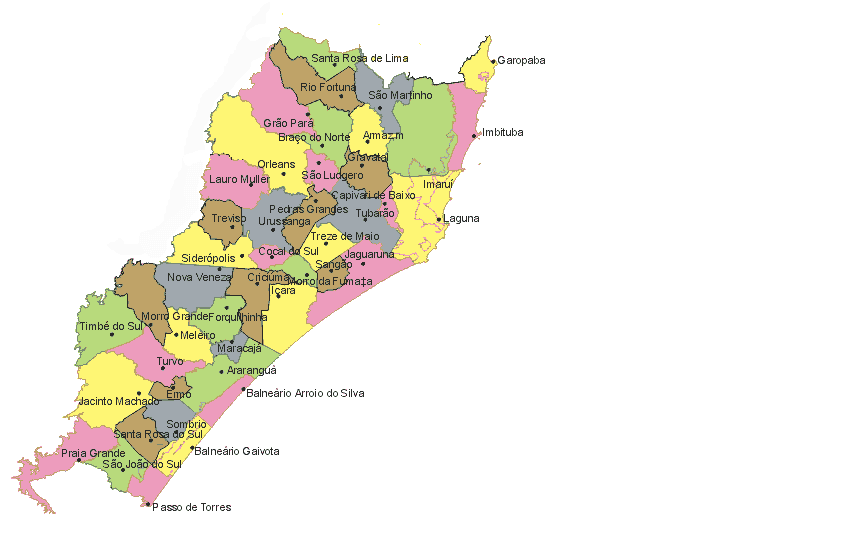 Santa Rosa de Lima
Garopaba
Rio Fortuna
São Martinho
Grão Pará
Imbituba
Braço do Norte
Armaz m
Orleans
Gravatal
São Ludgero
Lauro Muller
Imaruí
Capivari de Baixo
Pedras Grandes
Tubarão
Treviso
Urussanga
Laguna
Treze de Maio
Cocal do Sul
Siderópolis
Jaguaruna
Sangão
Nova Veneza
Criciúma
Morro da Fumaça
Içara
Morro Grande
Forquilhinha
Timbé do Sul
Meleiro
Maracajá
Turvo
Araranguá
Ermo
Balneário Arroio do Silva
Jacinto Machado
Sombrio
Santa Rosa do Sul
Praia Grande
Balneário Gaivota
São João do Sul
Passo de Torres